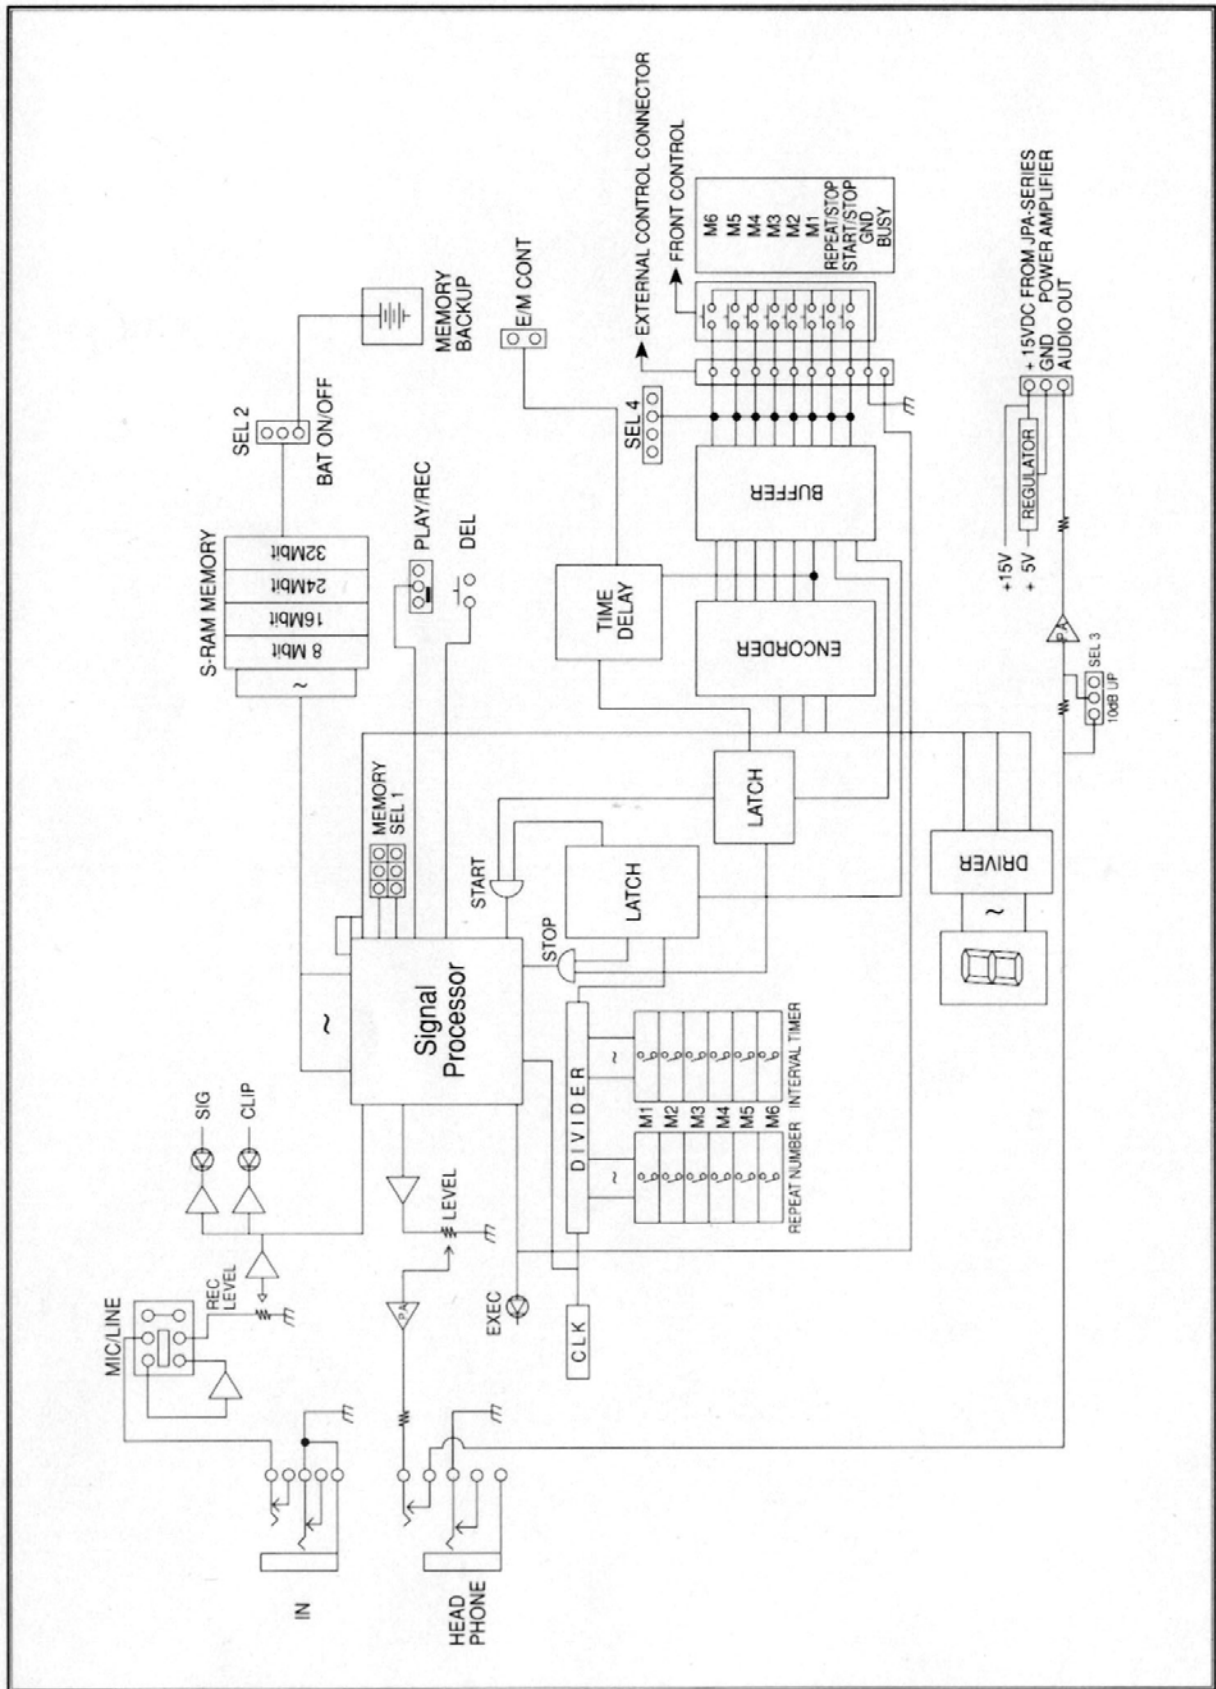 IN
HEAD
PHONE
MIC/LINE
REC
LEVEL
SIG
CLIP
LEVEL
PA
EXEC
CLK
S-RAM MEMORY
8 Mbit
16Mbit
24Mbit
32Mbit
SEL 2
BAT ON/OFF
MEMORY
BACKUP
MEMORY
SEL 1
PLAY/REC
DEL
E/M CONT
Signal
Processor
START
STOP
LATCH
LATCH
TIME
DELAY
ENCORDER
BUFFER
SEL 4
EXTERNAL CONTROL CONNECTOR
FRONT CONTROL
M6
M5
M4
M3
M2
M1
REPEAT/STOP
START/STOP
GND
BUSY
DIVIDER
M1
M2
M3
M4
M5
M6
REPEAT NUMBER
INTERVAL TIMER
DRIVER
PA
SEL 3
10dB UP
+15V
+ 5V
REGULATOR
+ 15VDC FROM JPA-SERIES
GND POWER AMPLIFIER
AUDIO OUT